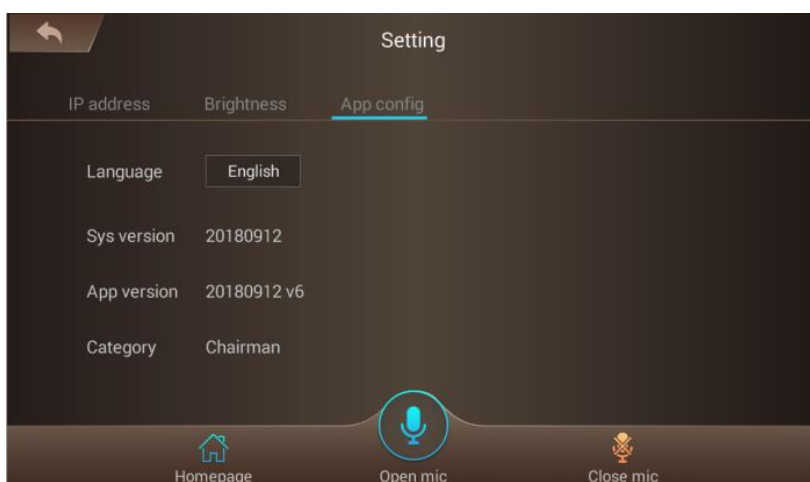 Setting
IP address Brightness App config
Language English
Sys version 20180912
App version 20180912 v6
Category Chairman
Homepage Open mic Close mic